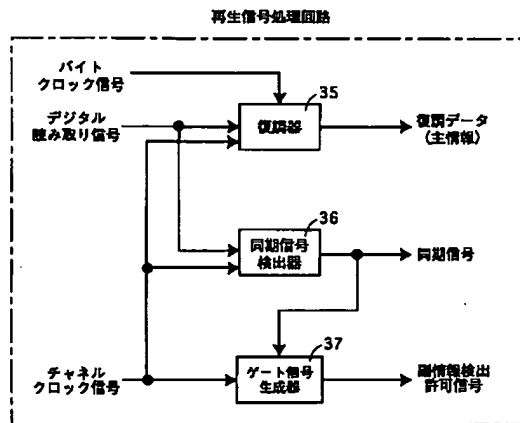 再生信号処理回路
バイト
クロック信号
35
デジタル
読み取り信号
復調器
復調データ
(主情報)
36
同期信号
検出器
同期信号
37
チャネル
クロック信号
ゲート信号
生成器
副情報検出
許可信号